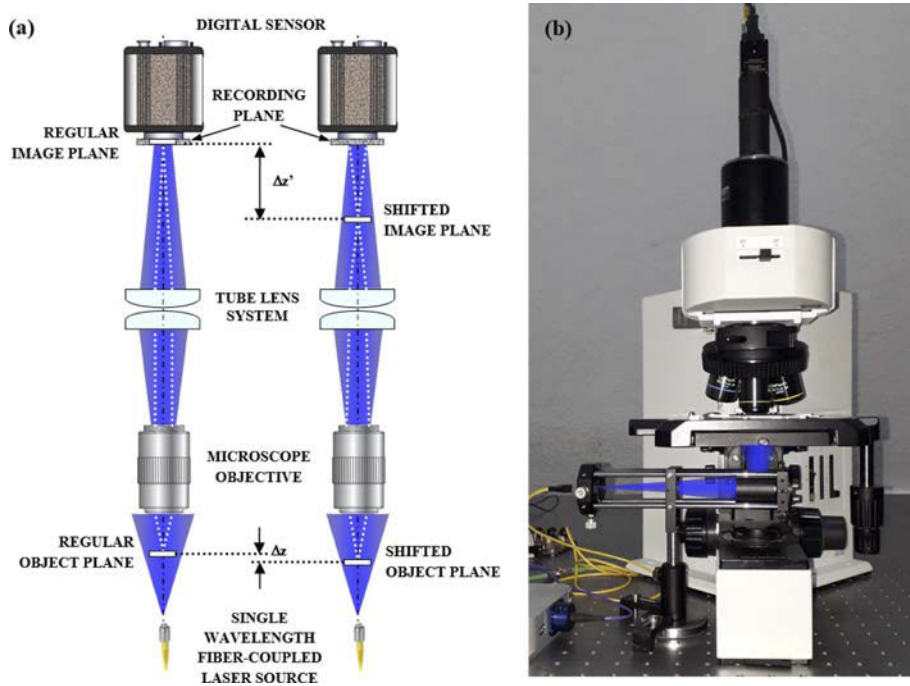 (a)
DIGITAL SENSOR
RECORDING
PLANE
REGULAR
IMAGE PLANE
Δz'
SHIFTED
IMAGE PLANE
TUBE LENS
SYSTEM
MICROSCOPE
OBJECTIVE
REGULAR
OBJECT PLANE
Δz
SHIFTED
OBJECT PLANE
SINGLE
WAVELENGTH
FIBER-COUPLED
LASER SOURCE
(b)